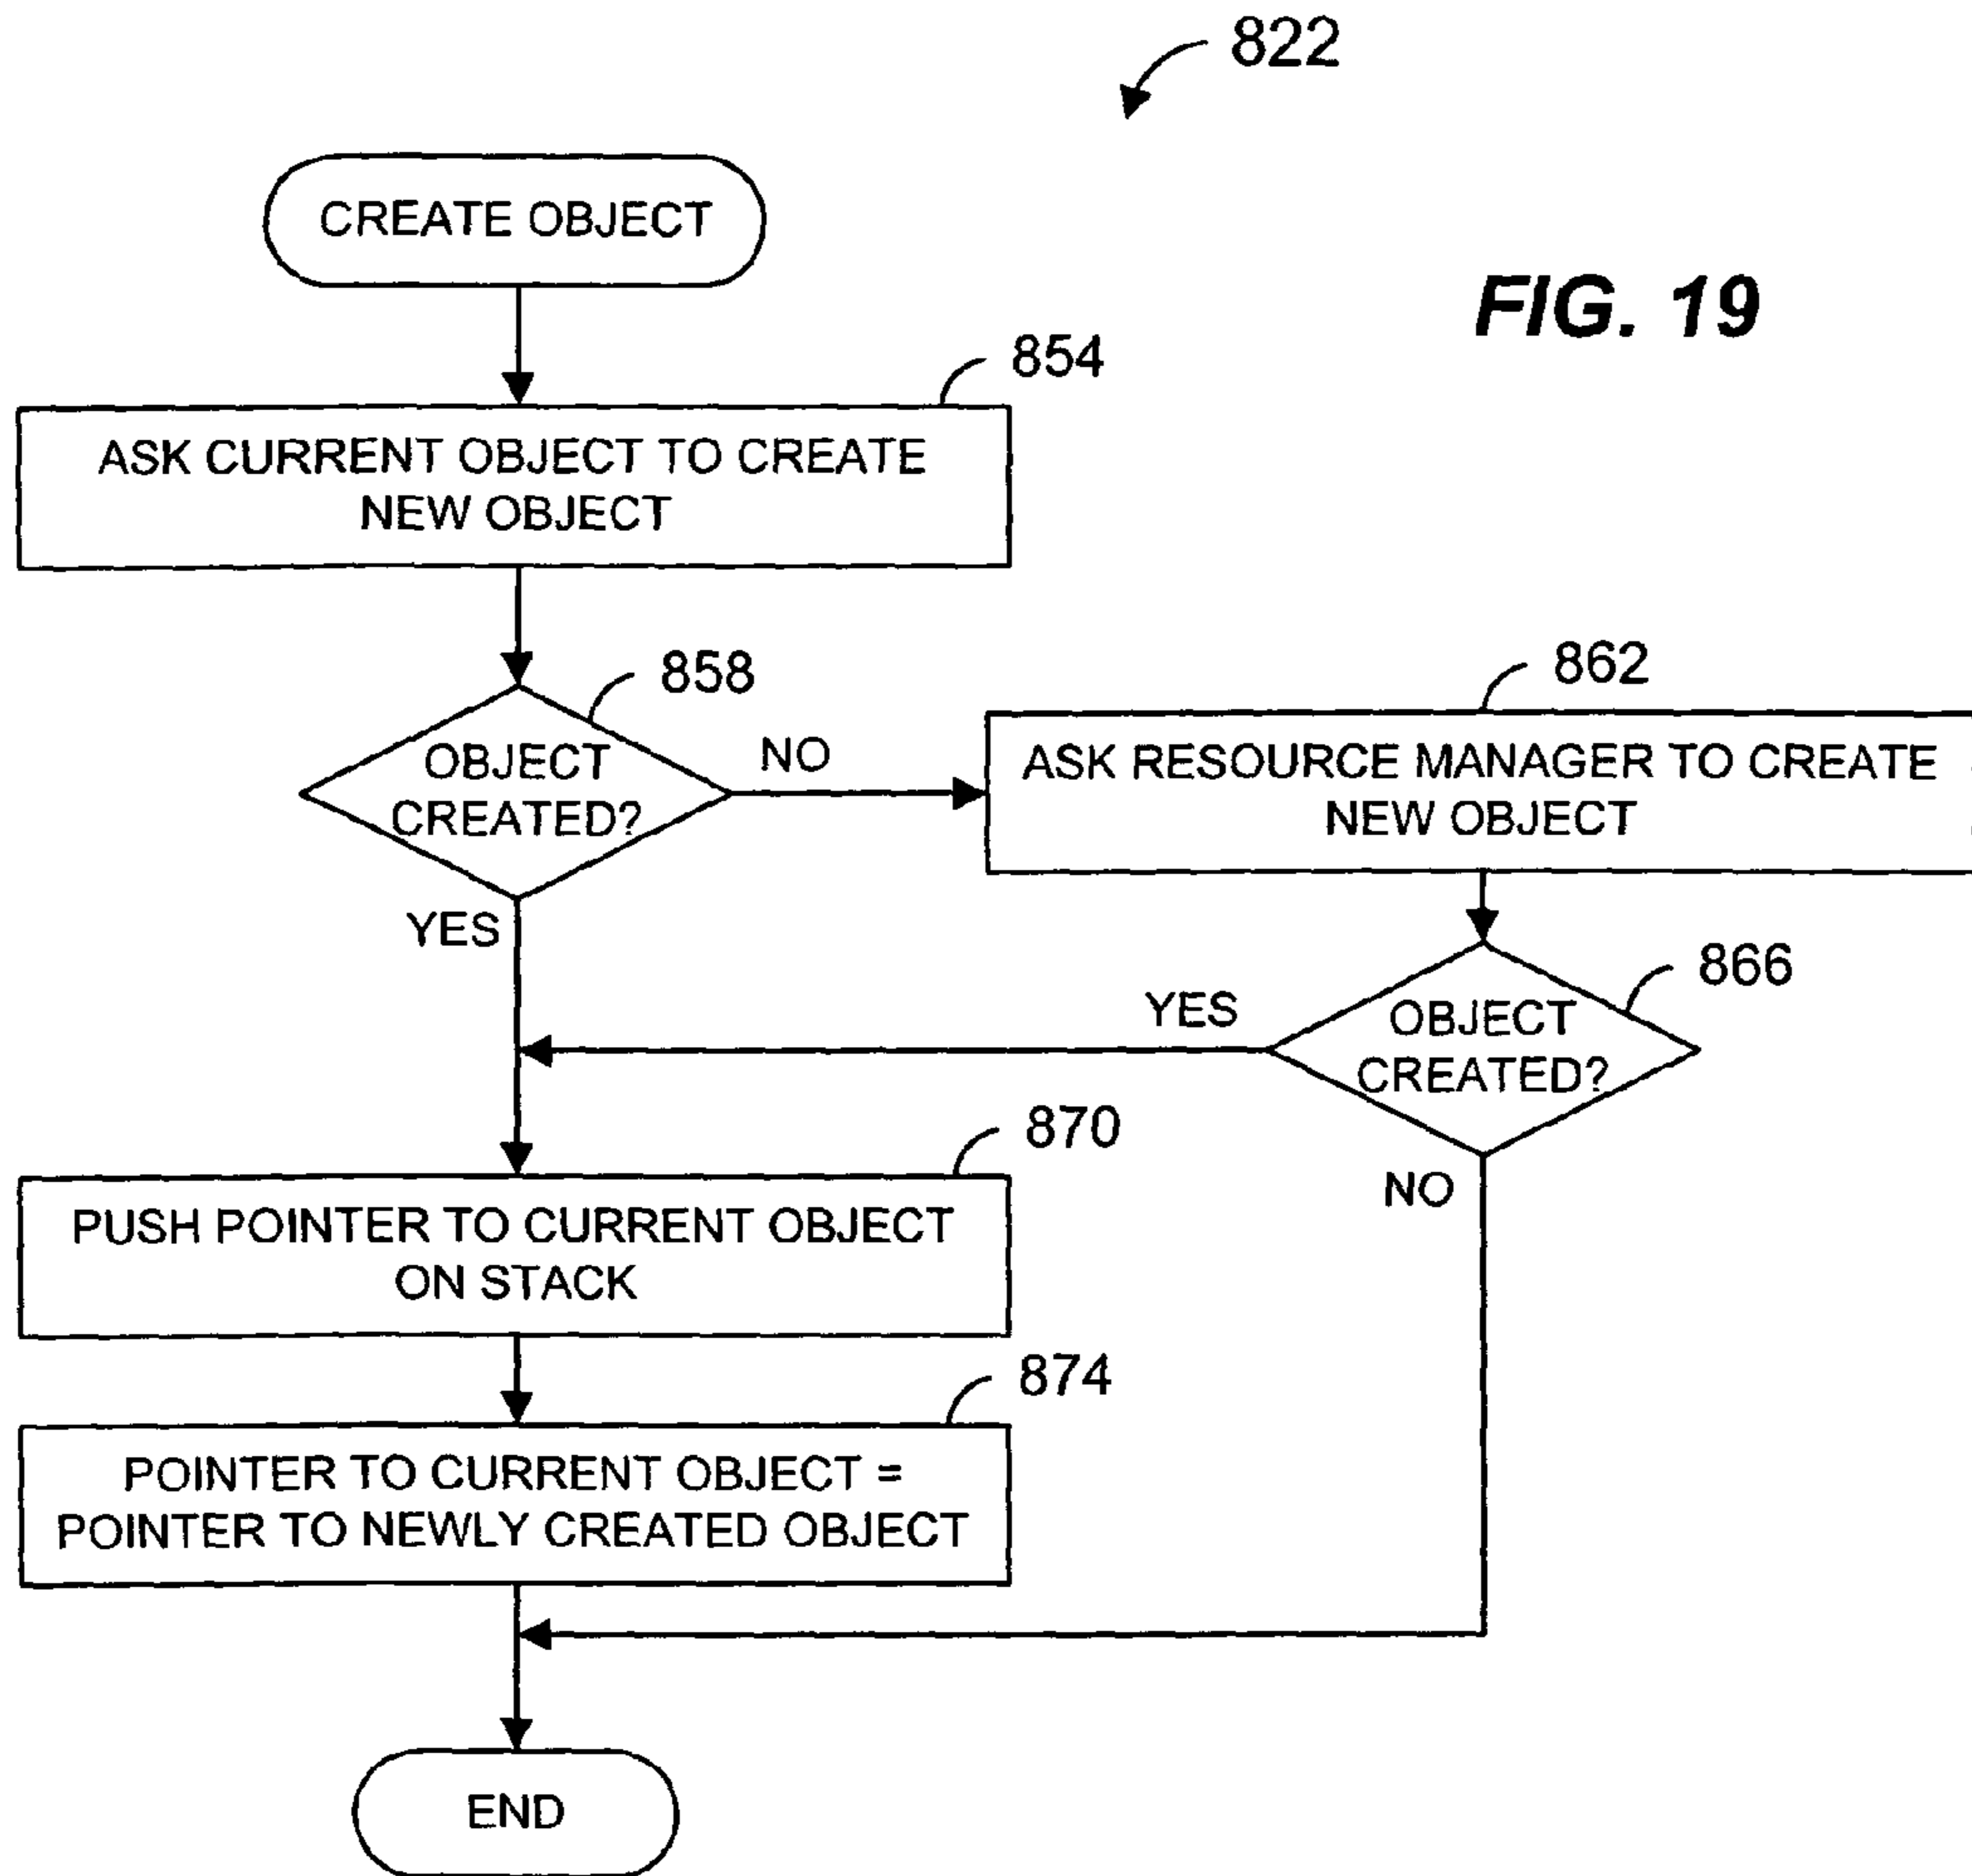 822
CREATE OBJECT
FIG. 19
854
ASK CURRENT OBJECT TO CREATE
NEW OBJECT
858
OBJECT
CREATED?
NO
862
ASK RESOURCE MANAGER TO CREATE
NEW OBJECT
YES
866
OBJECT
CREATED?
YES
NO
870
PUSH POINTER TO CURRENT OBJECT
ON STACK
874
POINTER TO CURRENT OBJECT =
POINTER TO NEWLY CREATED OBJECT
END